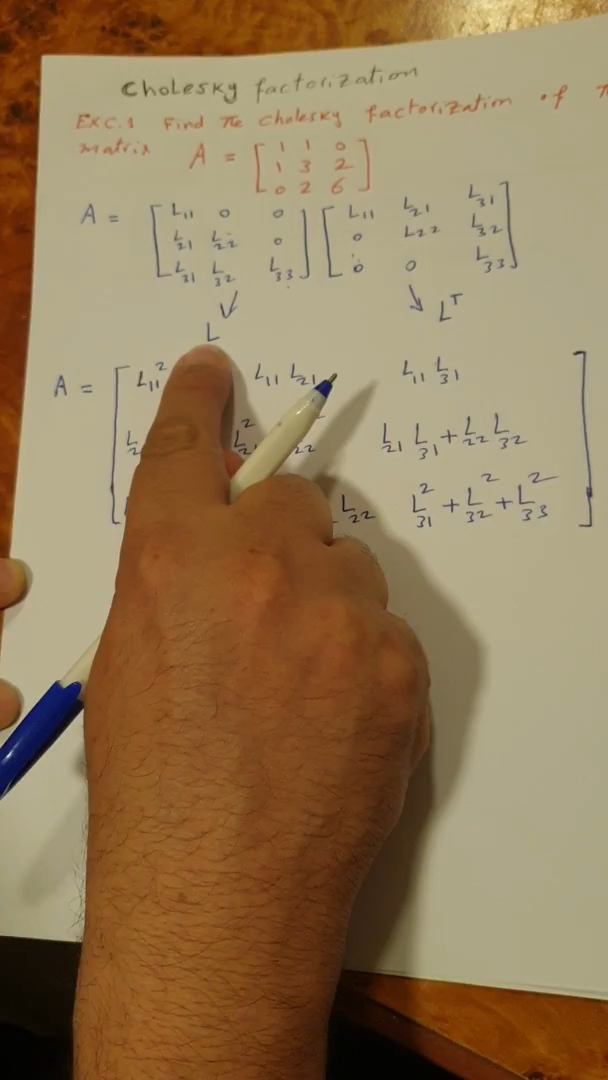 Cholesky factorization
EXC.1 Find the cholesky factorization of
matrix A = [1 1 0; 1 3 2; 0 2 6]
A = [L11 0 0; L21 L22 0; L31 L32 L33] [L11 L21 L31; 0 L22 L32; 0 0 L33]
L LT
A = [L11² L11 L21 L11 L31
L21 L31 + L22 L32
L22 L31² + L32² + L33²]